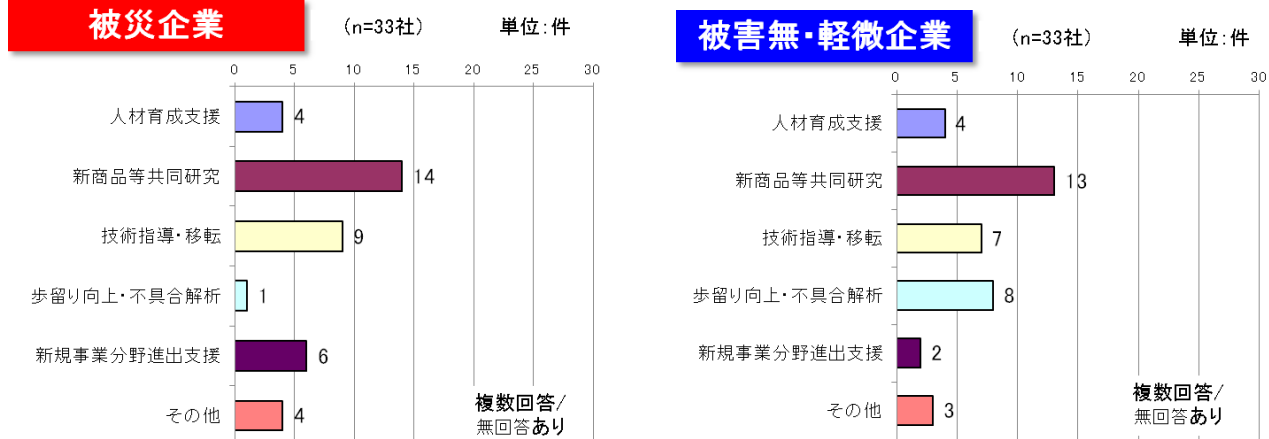 被災企業
（n=33社）
単位：件
0 5 10 15 20 25 30
人材育成支援 4
新商品等共同研究 14
技術指導・移転 9
歩留り向上・不具合解析 1
新規事業分野進出支援 6
その他 4
複数回答/
無回答あり
被害無・軽微企業
（n=33社）
単位：件
0 5 10 15 20 25 30
人材育成支援 4
新商品等共同研究 13
技術指導・移転 7
歩留り向上・不具合解析 8
新規事業分野進出支援 2
その他 3
複数回答/
無回答あり